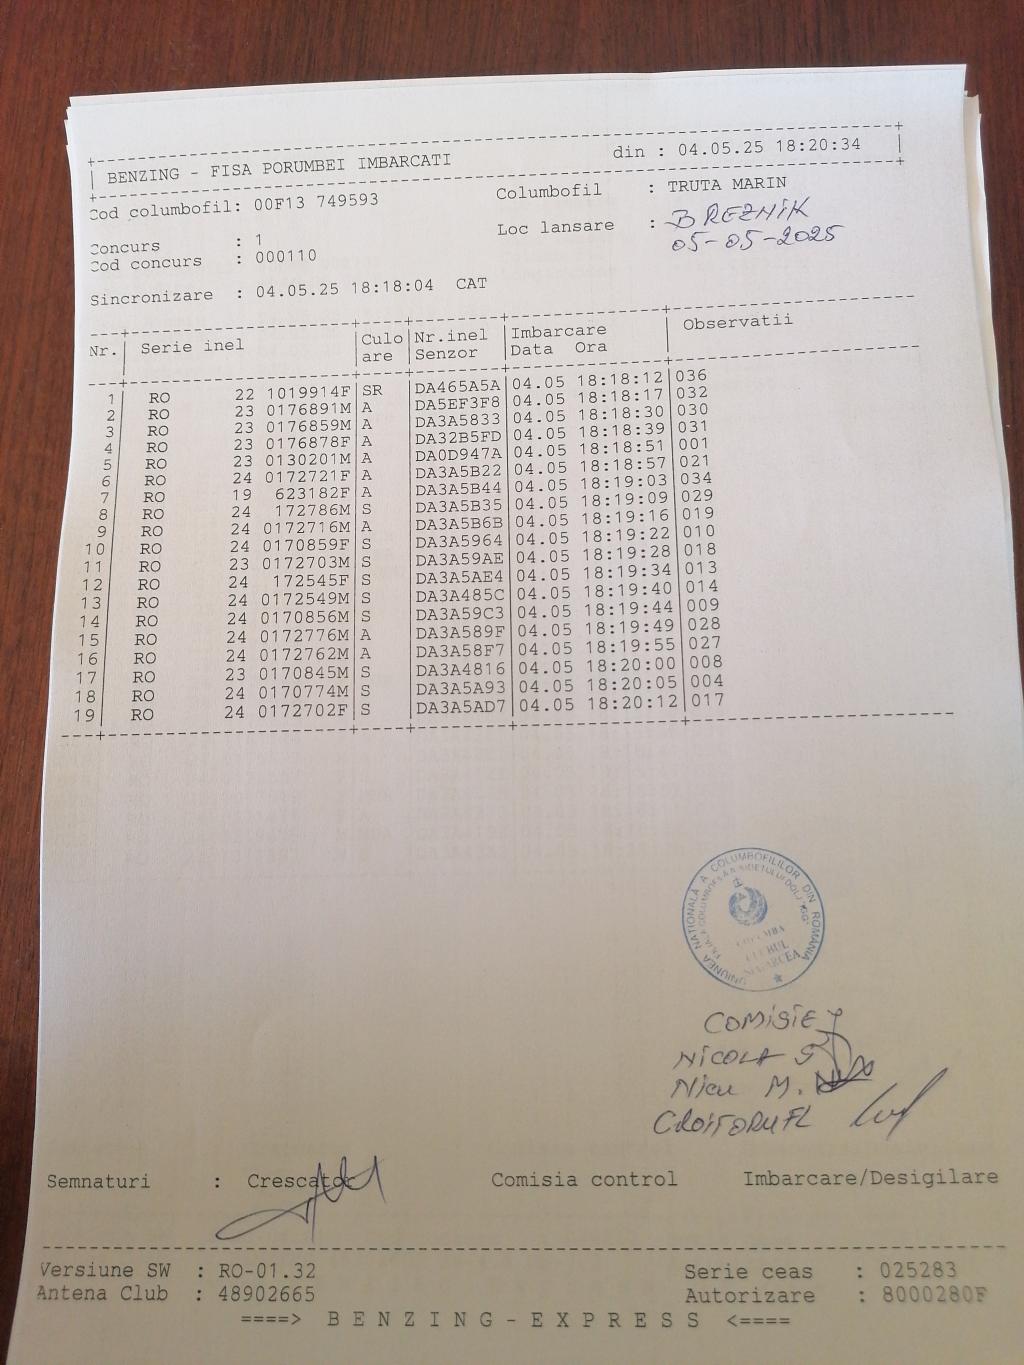 BENZING - FISA PORUMBEI IMBARCATI din : 04.05.25 18:20:34
Cod columbofil: 00F13 749593 Columbofil : TRUTA MARIN
Loc lansare : BREZNIK
05-05-2025
Concurs : 1
Cod concurs : 000110
Sincronizare : 04.05.25 18:18:04 CAT
Nr. Serie inel Culo Nr.inel Imbarcare Observatii
are Senzor Data Ora
1 RO 22 1019914F SR DA465A5A 04.05 18:18:12 036
2 RO 23 0176891M A DA5EF3F8 04.05 18:18:17 032
3 RO 23 0176859M A DA3A5833 04.05 18:18:30 030
4 RO 23 0176878F A DA32B5FD 04.05 18:18:39 031
5 RO 23 0130201M A DA0D947A 04.05 18:18:51 001
6 RO 24 0172721F A DA3A5B22 04.05 18:18:57 021
7 RO 19 623182F A DA3A5B44 04.05 18:19:03 034
8 RO 24 172786M S DA3A5B35 04.05 18:19:09 029
9 RO 24 0172716M A DA3A5B6B 04.05 18:19:16 019
10 RO 24 0170859F S DA3A5964 04.05 18:19:22 010
11 RO 23 0172703M S DA3A59AE 04.05 18:19:28 018
12 RO 24 172545F S DA3A5AE4 04.05 18:19:34 013
13 RO 24 0172549M S DA3A485C 04.05 18:19:40 014
14 RO 24 0170856M S DA3A59C3 04.05 18:19:44 009
15 RO 24 0172776M A DA3A589F 04.05 18:19:49 028
16 RO 24 0172762M A DA3A58F7 04.05 18:19:55 027
17 RO 23 0170845M S DA3A4816 04.05 18:20:00 008
18 RO 24 0170774M S DA3A5A93 04.05 18:20:05 004
19 RO 24 0172702F S DA3A5AD7 04.05 18:20:12 017
UNIUNEA NATIONALĂ A COLUMBOFILILOR DIN ROMANIA
CLUBUL
COMISIE
NICOLA S
Nicu M.
CROITORU FL
Semnaturi : Crescator Comisia control Imbarcare/Desigilare
Versiune SW : RO-01.32 Serie ceas : 025283
Antena Club : 48902665 Autorizare : 8000280F
====> B E N Z I N G - E X P R E S S <====